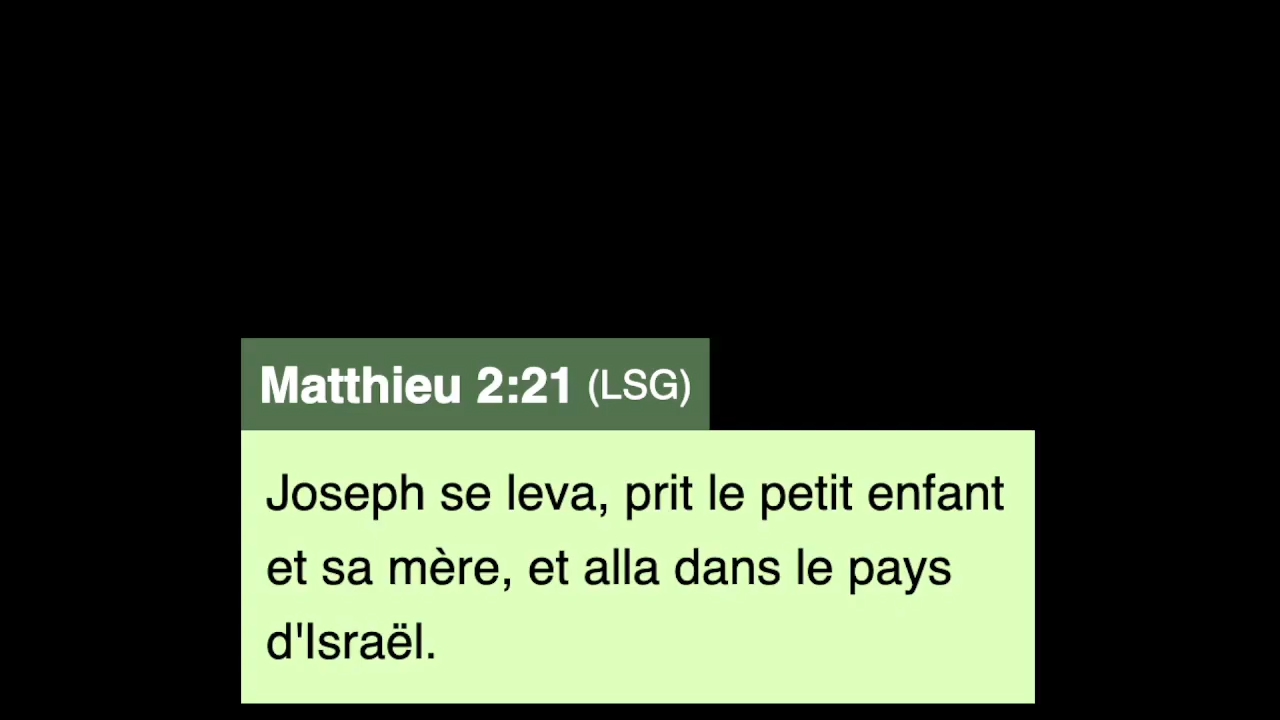 Matthieu 2:21 (LSG)
Joseph se leva, prit le petit enfant
et sa mère, et alla dans le pays
d'Israël.